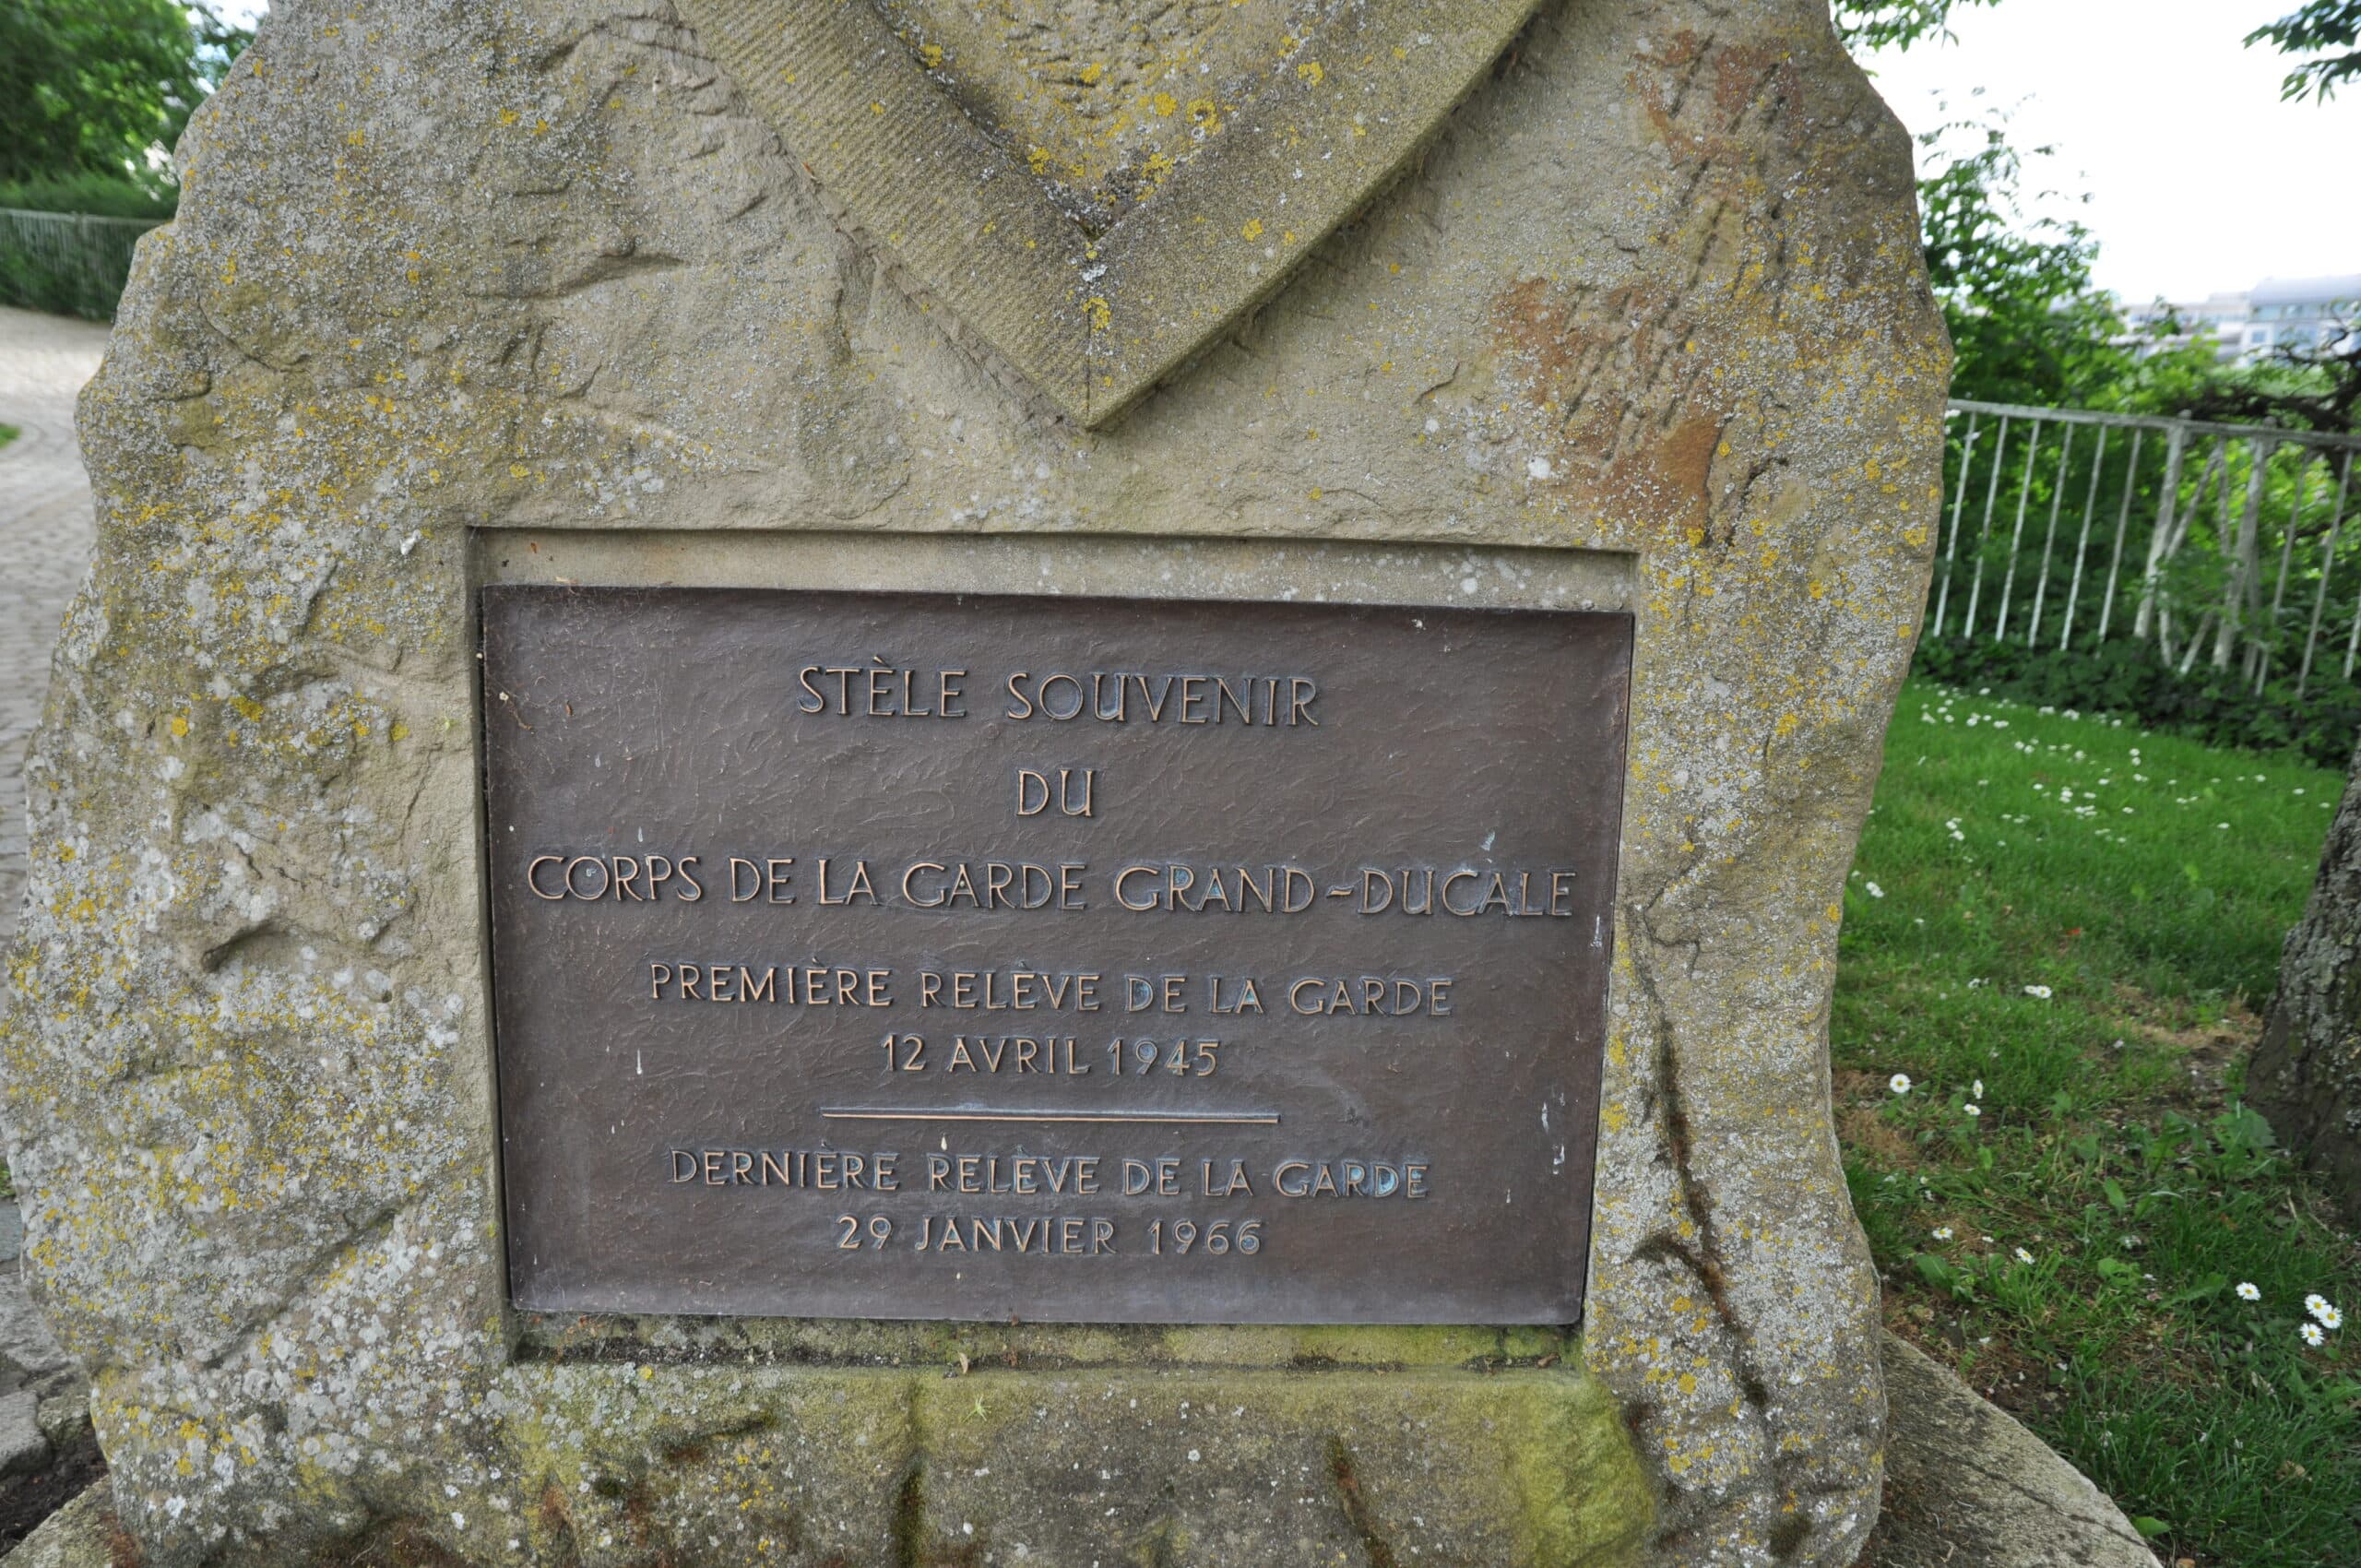 STÈLE SOUVENIR
DU
CORPS DE LA GARDE GRAND-DUCALE
PREMIÈRE RELÈVE DE LA GARDE
12 AVRIL 1945
DERNIÈRE RELÈVE DE LA GARDE
29 JANVIER 1966